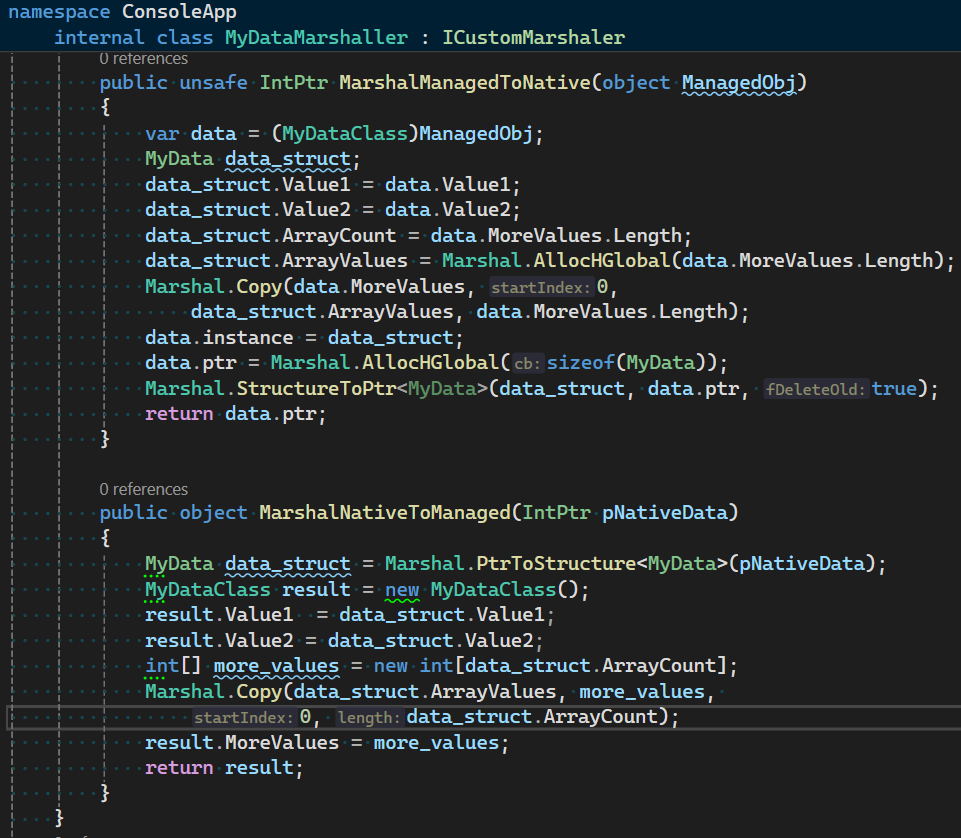 namespace ConsoleApp
internal class MyDataMarshaller : ICustomMarshaler
0 references
public unsafe IntPtr MarshalManagedToNative(object ManagedObj)
{
var data = (MyDataClass)ManagedObj;
MyData data_struct;
data_struct.Value1 = data.Value1;
data_struct.Value2 = data.Value2;
data_struct.ArrayCount = data.MoreValues.Length;
data_struct.ArrayValues = Marshal.AllocHGlobal(data.MoreValues.Length);
Marshal.Copy(data.MoreValues, startIndex: 0,
data_struct.ArrayValues, data.MoreValues.Length);
data.instance = data_struct;
data.ptr = Marshal.AllocHGlobal(cb: sizeof(MyData));
Marshal.StructureToPtr<MyData>(data_struct, data.ptr, fDeleteOld: true);
return data.ptr;
}
0 references
public object MarshalNativeToManaged(IntPtr pNativeData)
{
MyData data_struct = Marshal.PtrToStructure<MyData>(pNativeData);
MyDataClass result = new MyDataClass();
result.Value1  = data_struct.Value1;
result.Value2 = data_struct.Value2;
int[] more_values = new int[data_struct.ArrayCount];
Marshal.Copy(data_struct.ArrayValues, more_values,
startIndex: 0, length: data_struct.ArrayCount);
result.MoreValues = more_values;
return result;
}
}